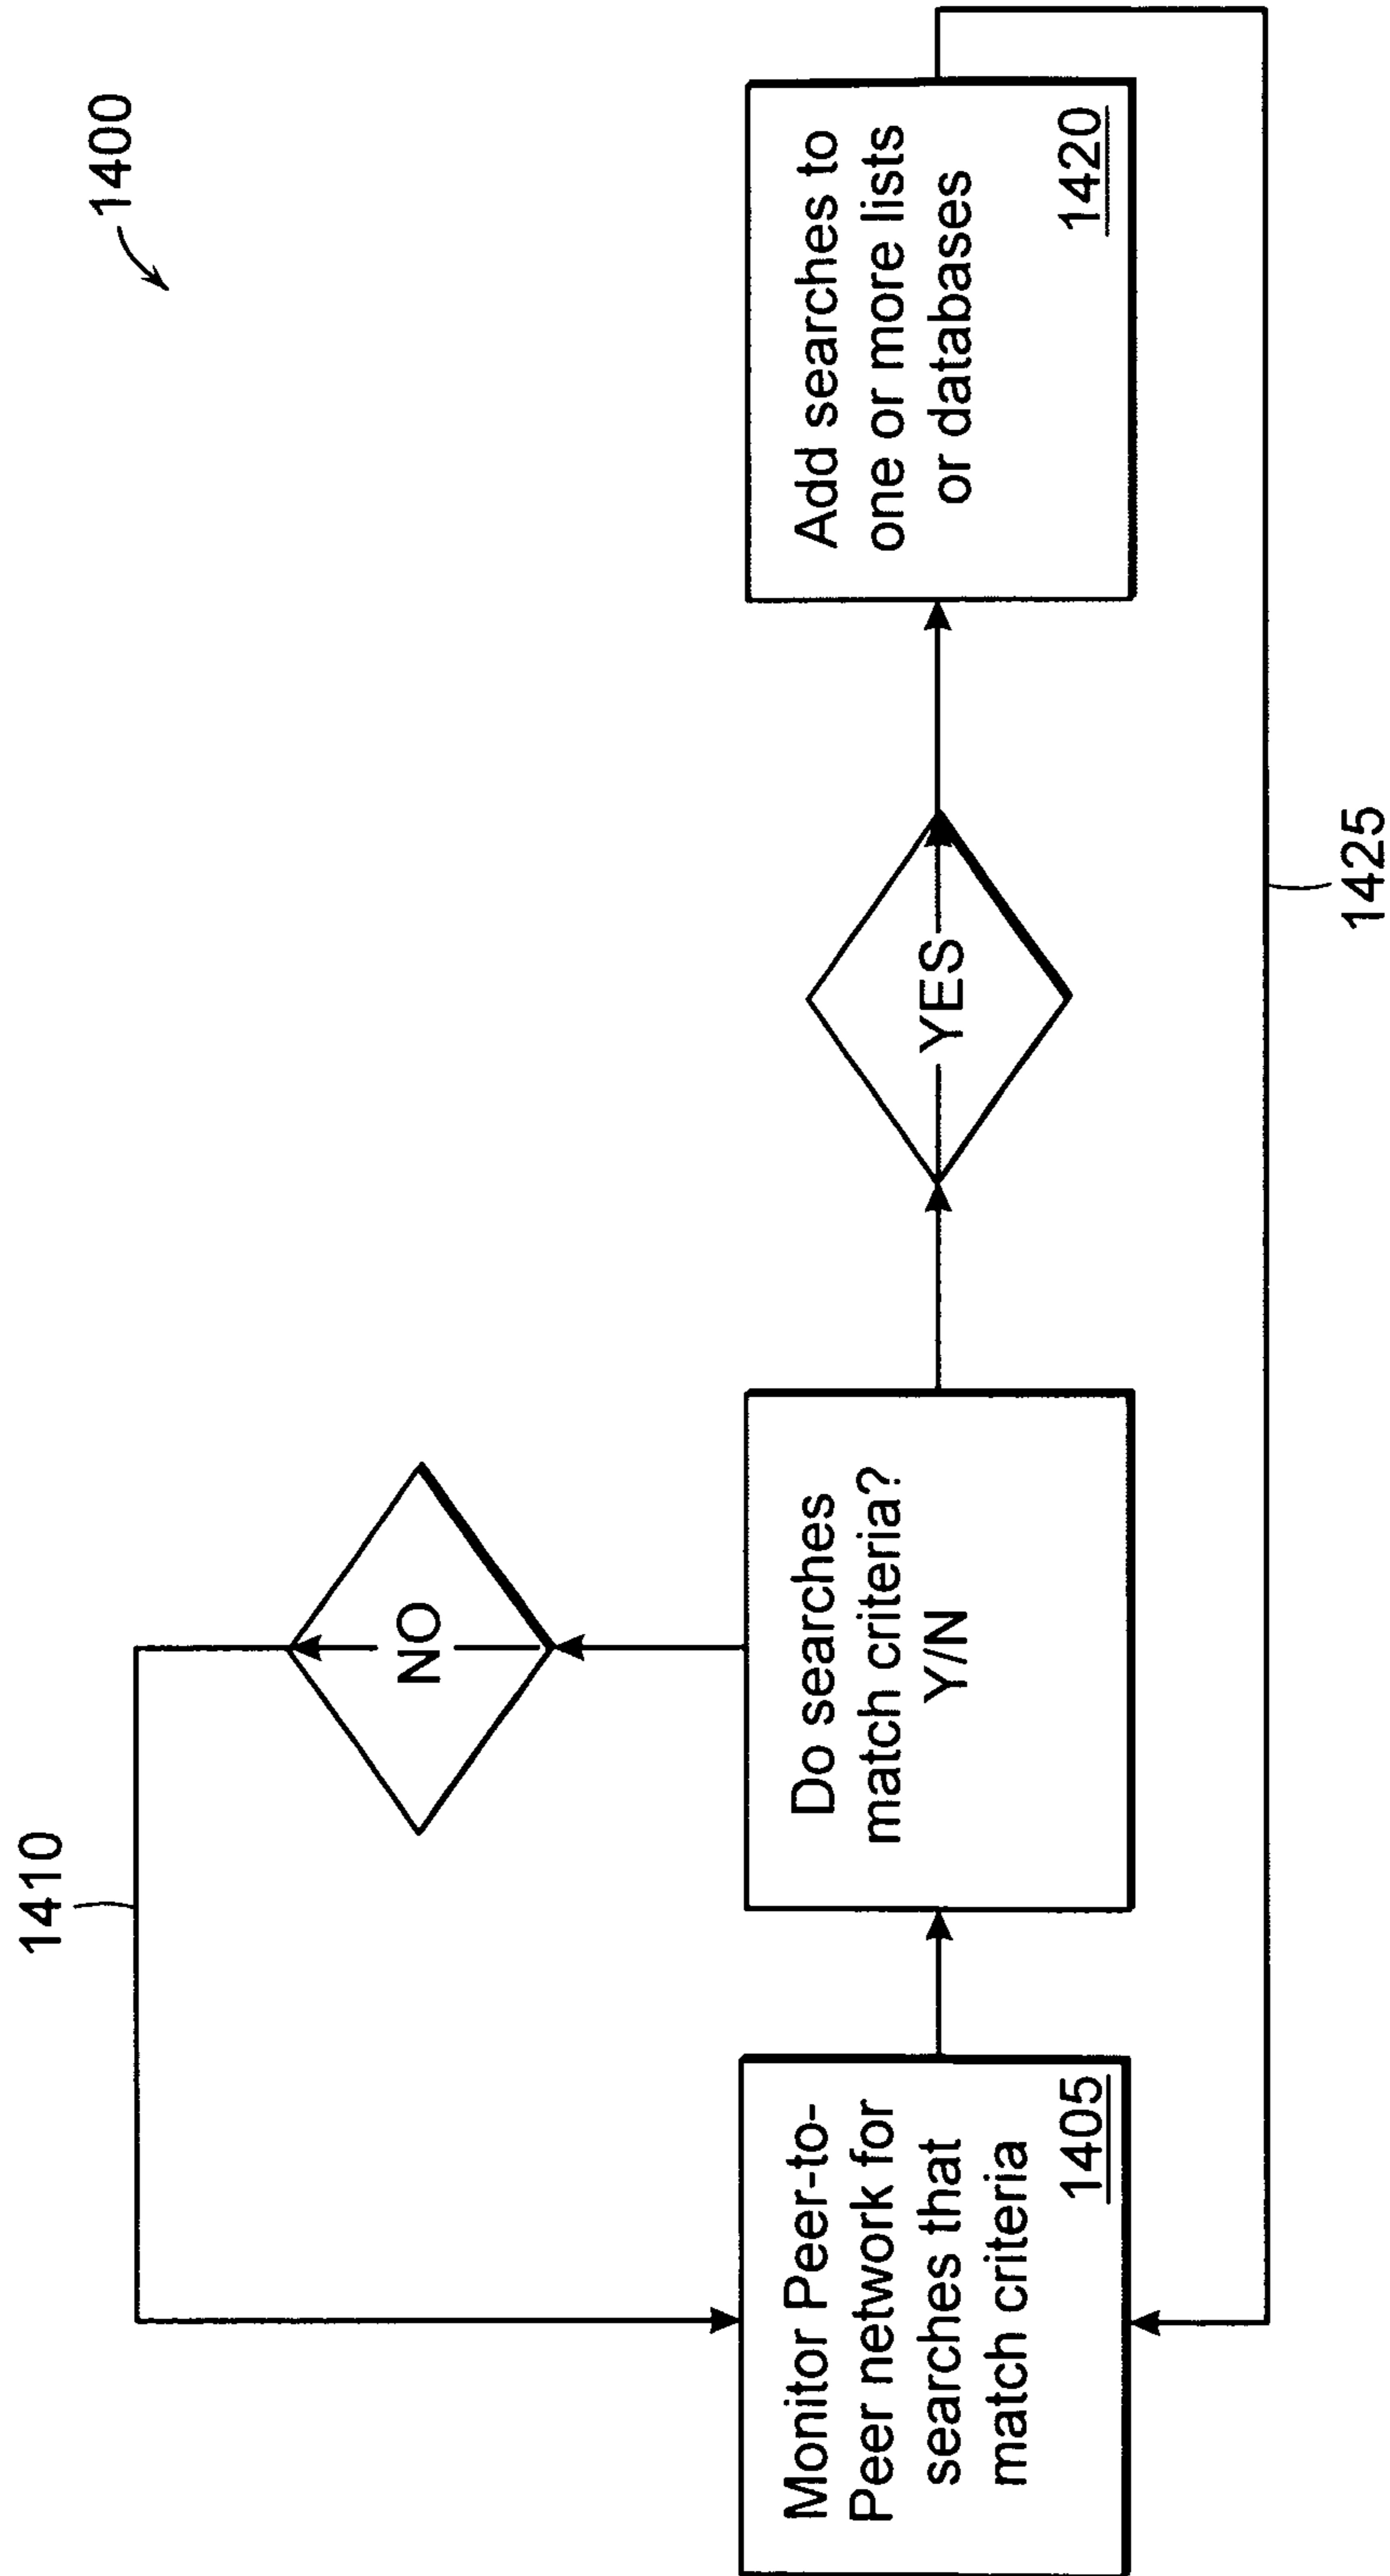 1400
1410
NO
Monitor Peer-to-
Peer network for
searches that
match criteria
1405
Do searches
match criteria?
Y/N
YES
Add searches to
one or more lists
or databases
1420
1425